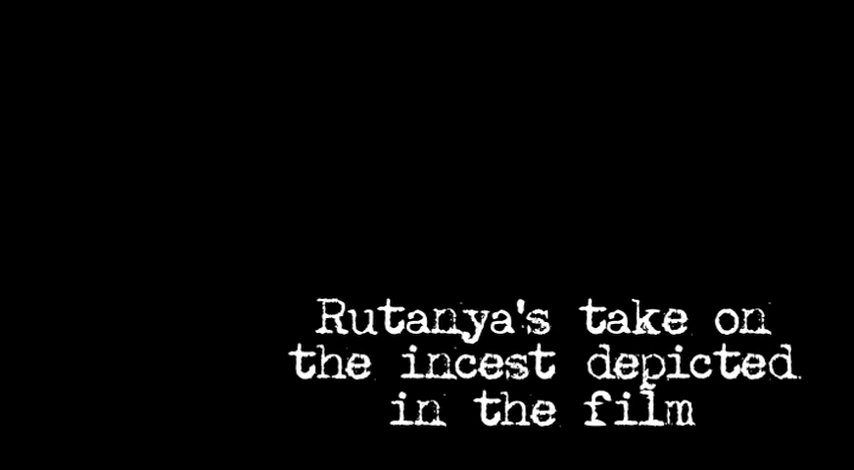 Rutanya's take on
the incest depicted
in the film